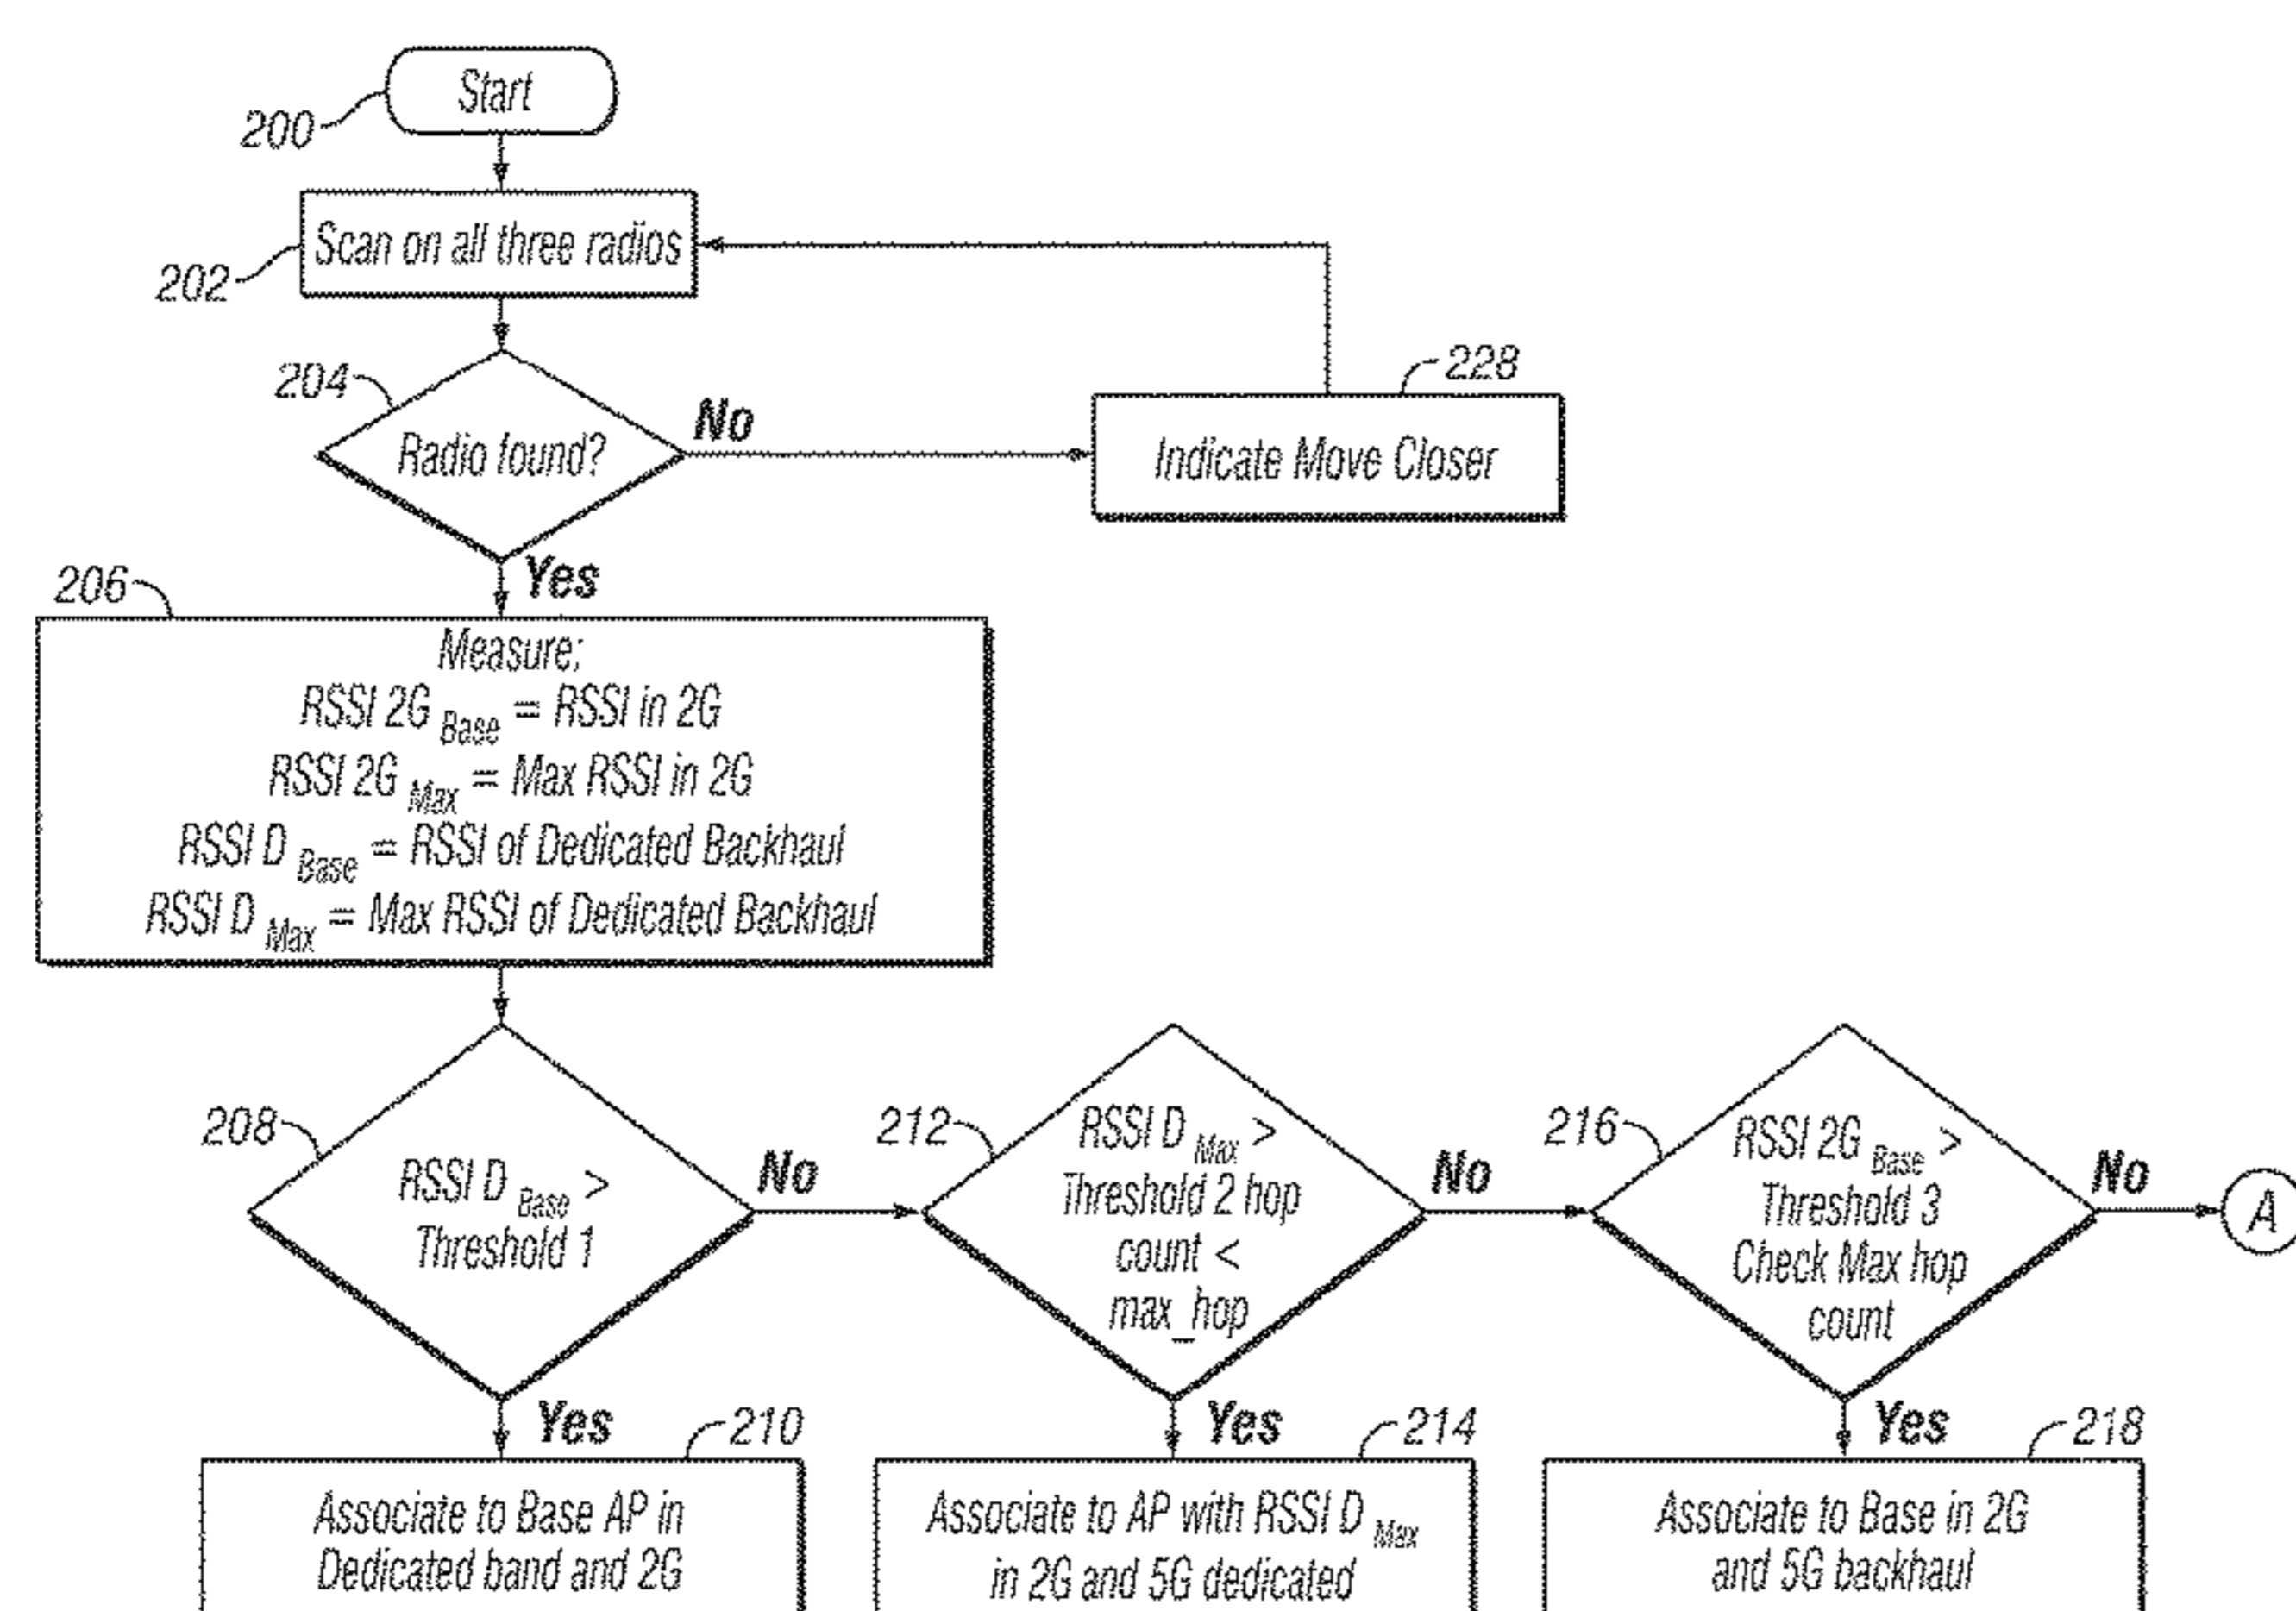 Start
200
Scan on all three radios
202
204
Radio found?
No
228
Indicate Move Closer
Yes
206
Measure;
RSSI 2G Base = RSSI in 2G
RSSI 2G Max = Max RSSI in 2G
RSSI D Base = RSSI of Dedicated Backhaul
RSSI D Max = Max RSSI of Dedicated Backhaul
208
RSSI D Base >
Threshold 1
No
212
RSSI D Max >
Threshold 2 hop
count <
max_hop
No
216
RSSI 2G Base >
Threshold 3
Check Max hop
count
No
A
Yes
210
Associate to Base AP in
Dedicated band and 2G
Yes
214
Associate to AP with RSSI D Max
in 2G and 5G dedicated
Yes
218
Associate to Base in 2G
and 5G backhaul